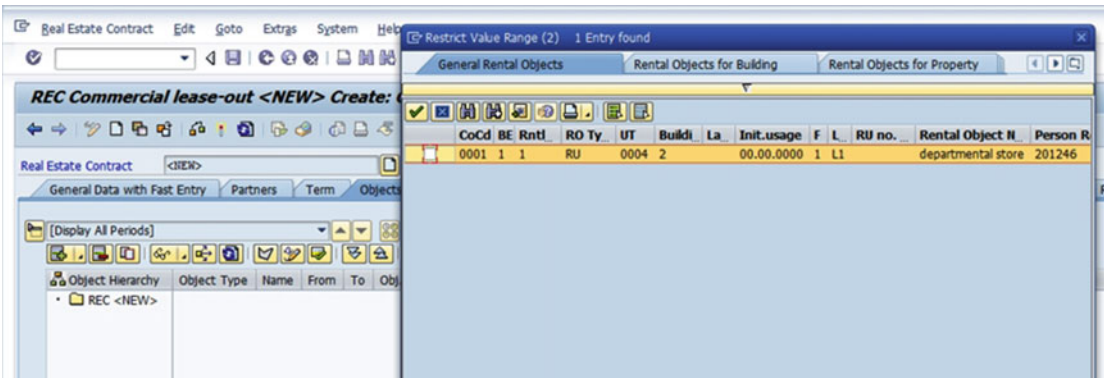 Real Estate Contract Edit Goto Extras System Help
REC Commercial lease-out <NEW> Create:
Real Estate Contract <NEW>
General Data with Fast Entry Partners Term Objects
[Display All Periods]
Object Hierarchy Object Type Name From To Obj.
REC <NEW>
Restrict Value Range (2) 1 Entry found
General Rental Objects Rental Objects for Building Rental Objects for Property
CoCd BE Rntl RO Ty... UT Buildi La... Init.usage F L... RU no. ... Rental Object N... Person R
0001 1 1 RU 0004 2 00.00.0000 1 L1 departmental store 201246